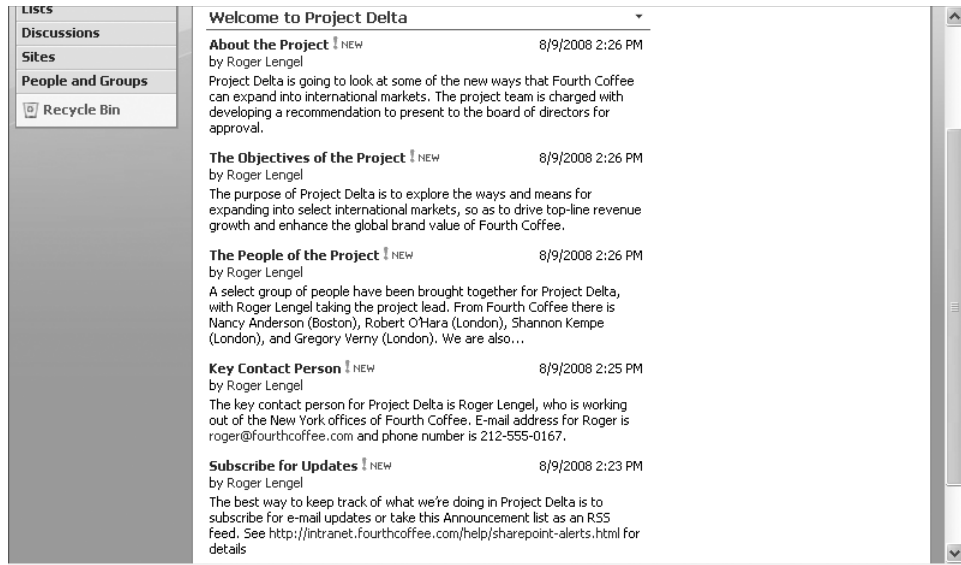 Lists
Discussions
Sites
People and Groups
Recycle Bin
Welcome to Project Delta
About the Project ! NEW 8/9/2008 2:26 PM
by Roger Lengel
Project Delta is going to look at some of the new ways that Fourth Coffee
can expand into international markets. The project team is charged with
developing a recommendation to present to the board of directors for
approval.
The Objectives of the Project ! NEW 8/9/2008 2:26 PM
by Roger Lengel
The purpose of Project Delta is to explore the ways and means for
expanding into select international markets, so as to drive top-line revenue
growth and enhance the global brand value of Fourth Coffee.
The People of the Project ! NEW 8/9/2008 2:26 PM
by Roger Lengel
A select group of people have been brought together for Project Delta,
with Roger Lengel taking the project lead. From Fourth Coffee there is
Nancy Anderson (Boston), Robert O'Hara (London), Shannon Kempe
(London), and Gregory Verny (London). We are also...
Key Contact Person ! NEW 8/9/2008 2:25 PM
by Roger Lengel
The key contact person for Project Delta is Roger Lengel, who is working
out of the New York offices of Fourth Coffee. E-mail address for Roger is
roger@fourthcoffee.com and phone number is 212-555-0167.
Subscribe for Updates ! NEW 8/9/2008 2:23 PM
by Roger Lengel
The best way to keep track of what we're doing in Project Delta is to
subscribe for e-mail updates or take this Announcement list as an RSS
feed. See http://intranet.fourthcoffee.com/help/sharepoint-alerts.html for
details